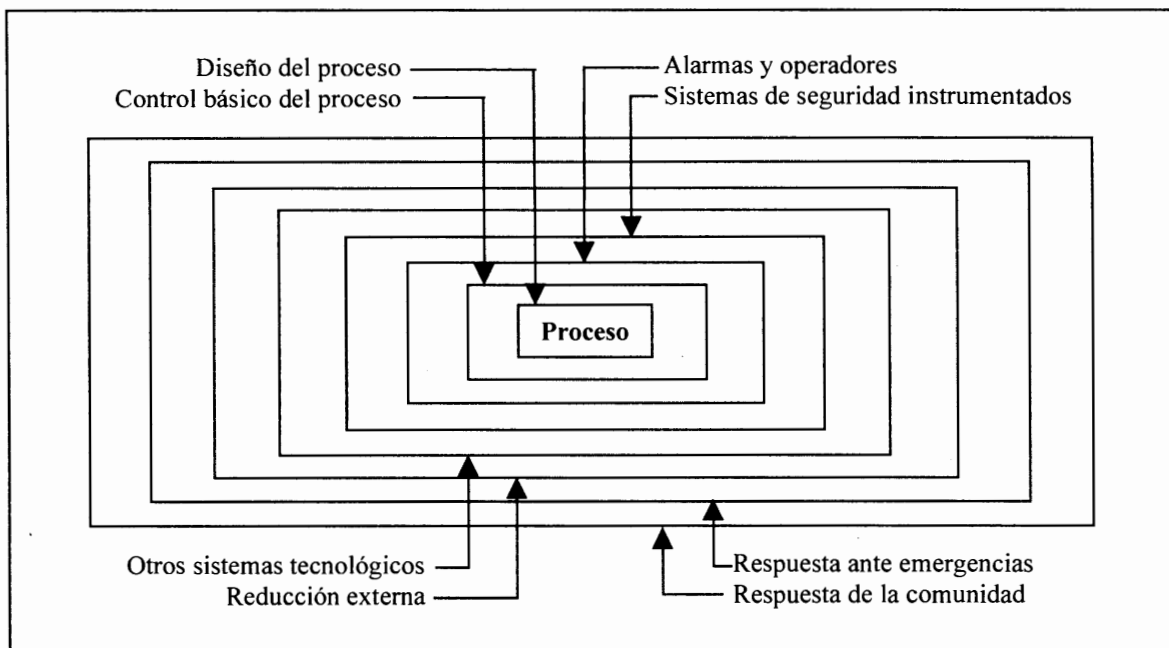 Diseño del proceso
Control básico del proceso
Alarmas y operadores
Sistemas de seguridad instrumentados
Proceso
Otros sistemas tecnológicos
Reducción externa
Respuesta ante emergencias
Respuesta de la comunidad